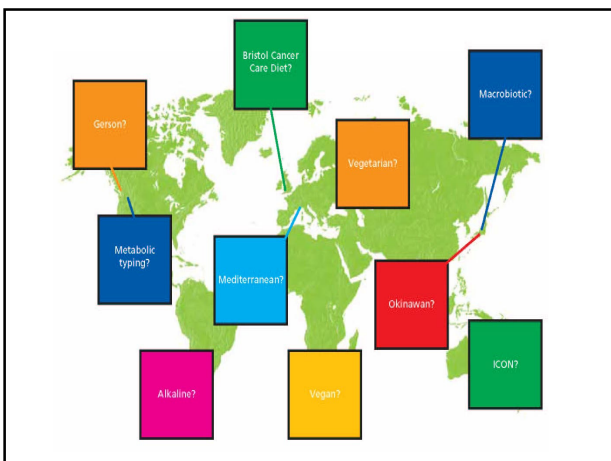 Bristol Cancer
Care Diet?
Macrobiotic?
Gerson?
Vegetarian?
Metabolic
typing?
Mediterranean?
Okinawan?
ICON?
Alkaline?
Vegan?